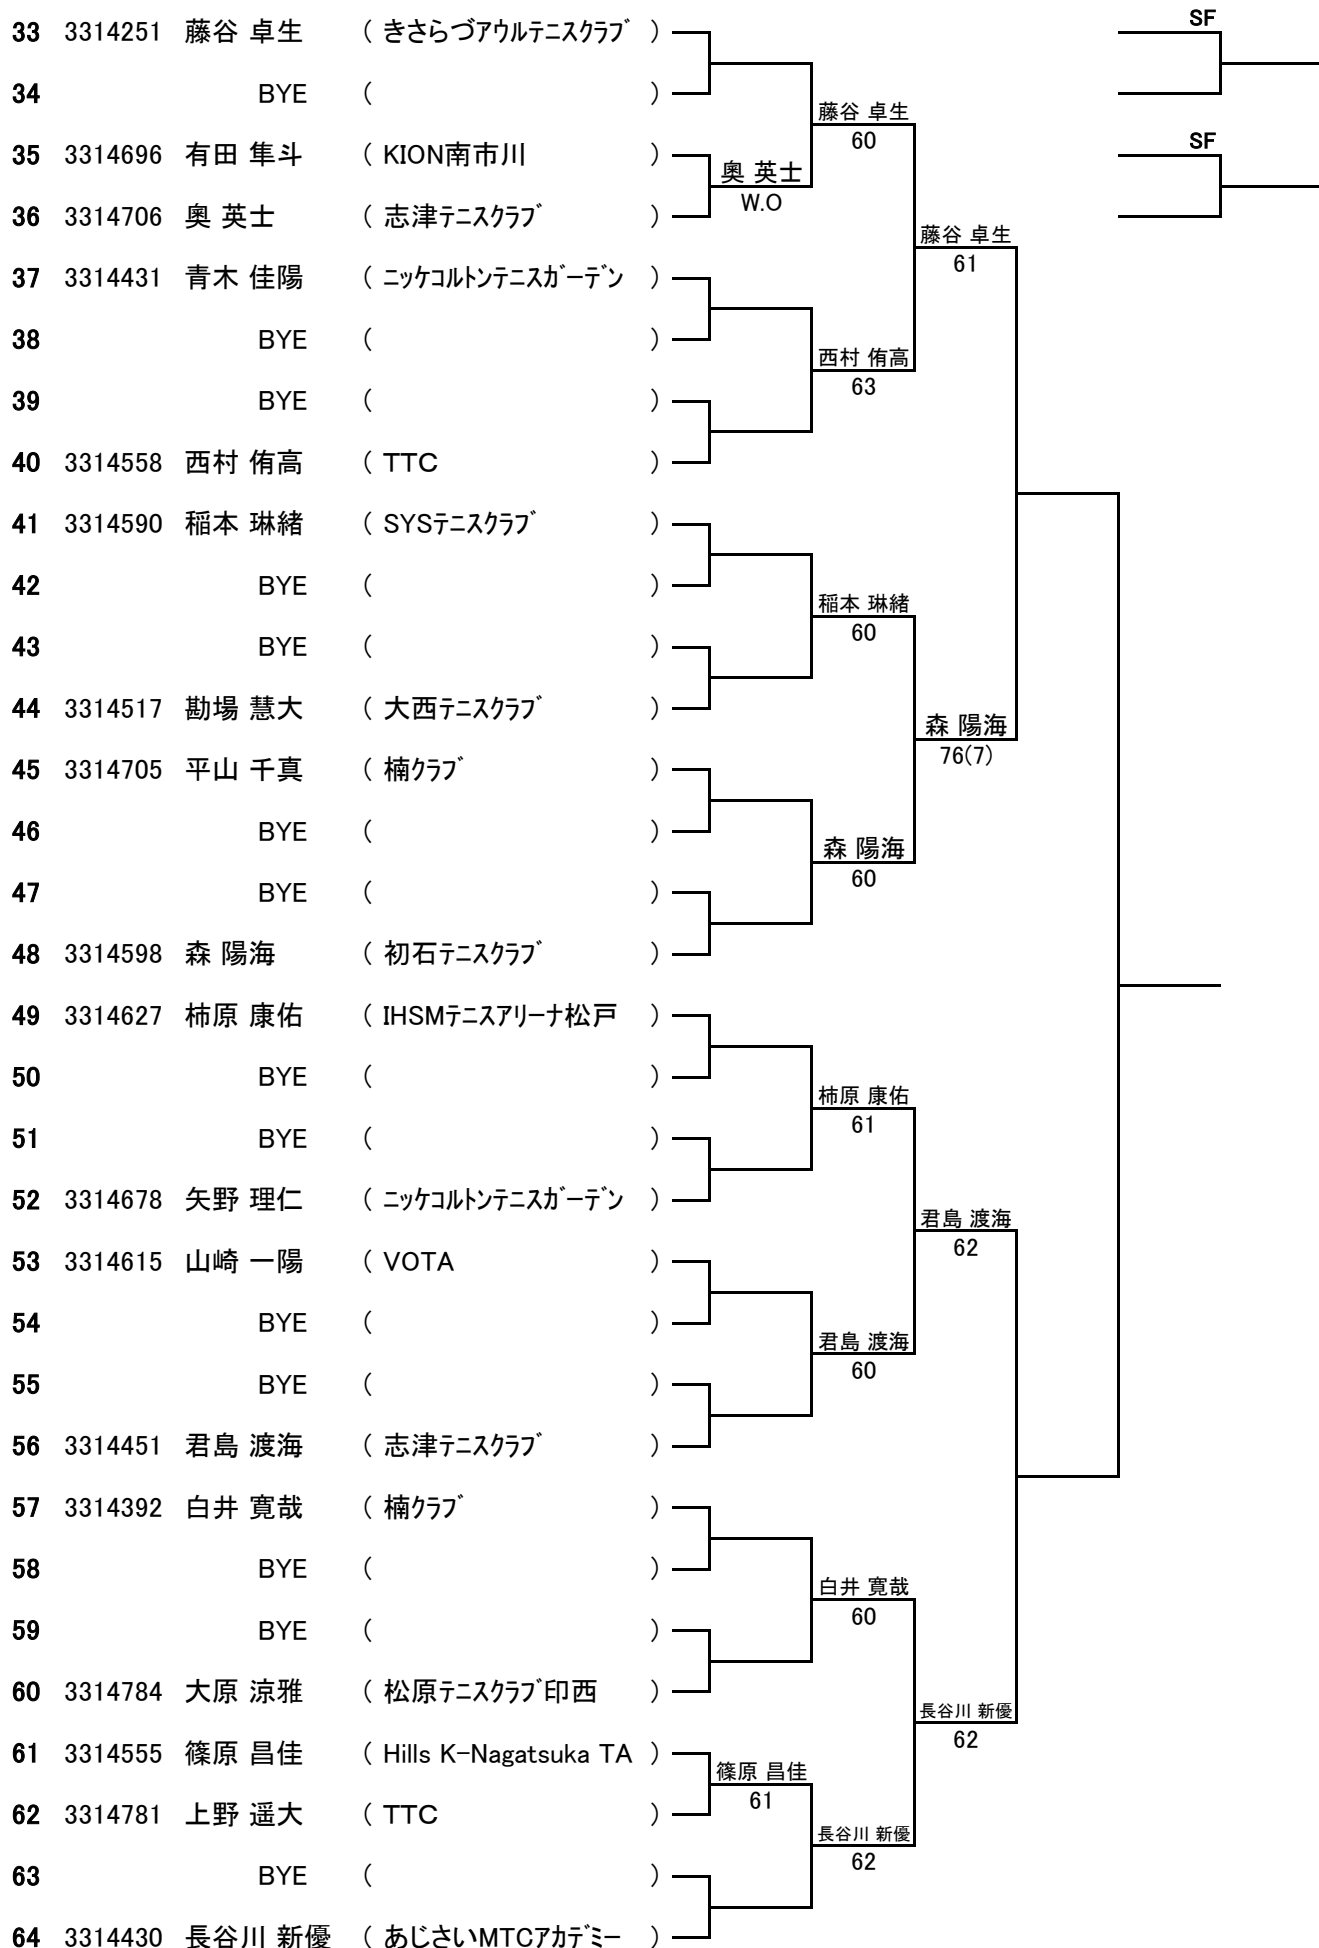 33 3314251 藤谷 卓生 ( きさらづアウルテニスクラブ ) SF
34 BYE ( )
藤谷 卓生
60
35 3314696 有田 隼斗 ( KION南市川 ) SF
奥 英士
W.O
36 3314706 奥 英士 ( 志津テニスクラブ )
藤谷 卓生
61
37 3314431 青木 佳陽 ( ニッケコルトンテニスガーデン )
38 BYE ( )
西村 侑高
63
39 BYE ( )
40 3314558 西村 侑高 ( TTC )
41 3314590 稲本 琳緒 ( SYSテニスクラブ )
42 BYE ( )
稲本 琳緒
60
43 BYE ( )
44 3314517 勘場 慧大 ( 大西テニスクラブ )
森 陽海
76(7)
45 3314705 平山 千真 ( 楠クラブ )
46 BYE ( )
森 陽海
60
47 BYE ( )
48 3314598 森 陽海 ( 初石テニスクラブ )
49 3314627 柿原 康佑 ( IHSMテニスアリーナ松戸 )
50 BYE ( )
柿原 康佑
61
51 BYE ( )
52 3314678 矢野 理仁 ( ニッケコルトンテニスガーデン )
君島 渡海
62
53 3314615 山崎 一陽 ( VOTA )
54 BYE ( )
君島 渡海
60
55 BYE ( )
56 3314451 君島 渡海 ( 志津テニスクラブ )
57 3314392 白井 寛哉 ( 楠クラブ )
58 BYE ( )
白井 寛哉
60
59 BYE ( )
60 3314784 大原 涼雅 ( 松原テニスクラブ印西 )
長谷川 新優
62
61 3314555 篠原 昌佳 ( Hills K-Nagatsuka TA )
篠原 昌佳
61
62 3314781 上野 遥大 ( TTC )
長谷川 新優
62
63 BYE ( )
64 3314430 長谷川 新優 ( あじさいMTCアカデミー )